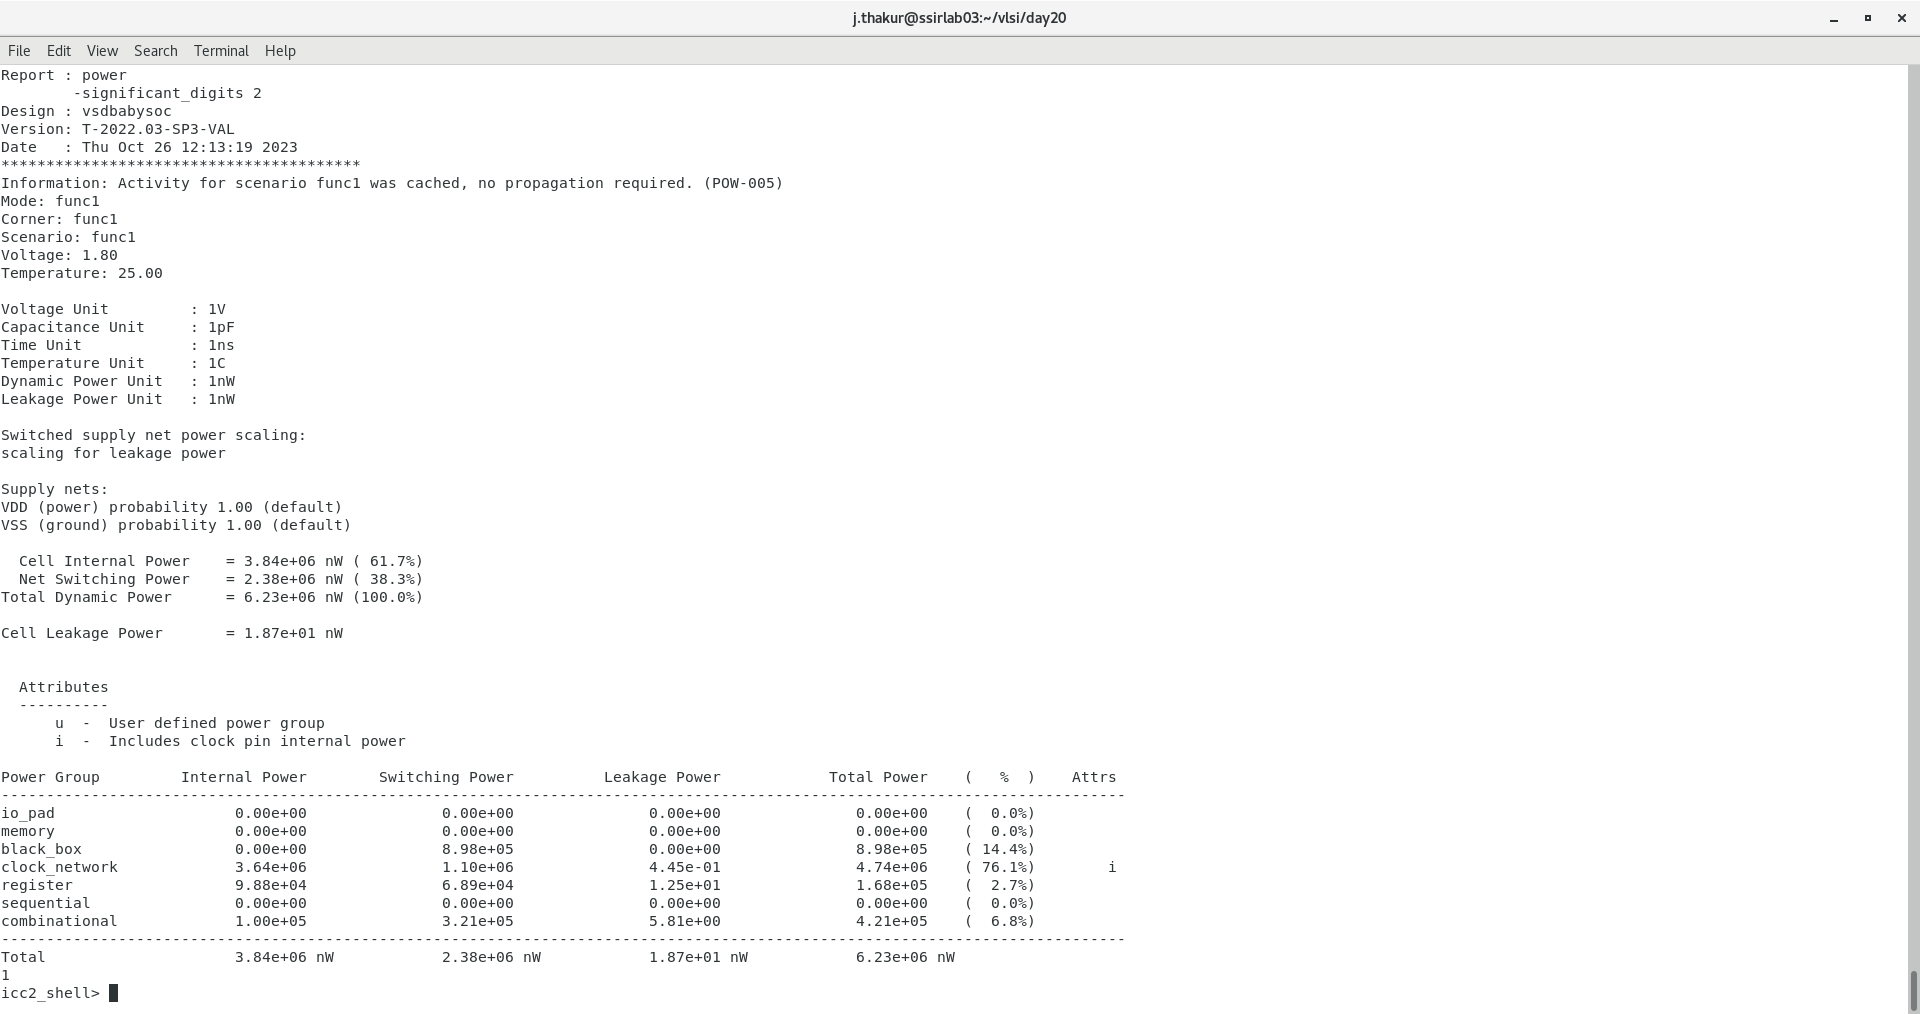 j.thakur@ssirlab03:~/vlsi/day20
File Edit View Search Terminal Help
Report : power
        -significant_digits 2
Design : vsdbabysoc
Version: T-2022.03-SP3-VAL
Date   : Thu Oct 26 12:13:19 2023
****************************************
Information: Activity for scenario func1 was cached, no propagation required. (POW-005)
Mode: func1
Corner: func1
Scenario: func1
Voltage: 1.80
Temperature: 25.00
Voltage Unit         : 1V
Capacitance Unit     : 1pF
Time Unit            : 1ns
Temperature Unit     : 1C
Dynamic Power Unit   : 1nW
Leakage Power Unit   : 1nW
Switched supply net power scaling:
scaling for leakage power
Supply nets:
VDD (power) probability 1.00 (default)
VSS (ground) probability 1.00 (default)
  Cell Internal Power    = 3.84e+06 nW ( 61.7%)
  Net Switching Power    = 2.38e+06 nW ( 38.3%)
Total Dynamic Power      = 6.23e+06 nW (100.0%)
Cell Leakage Power       = 1.87e+01 nW
  Attributes
  ----------
      u  -  User defined power group
      i  -  Includes clock pin internal power
Power Group         Internal Power        Switching Power          Leakage Power            Total Power    (   %  )    Attrs
-----------------------------------------------------------------------------------------------------------------------------
io_pad                    0.00e+00               0.00e+00               0.00e+00               0.00e+00    (  0.0%)
memory                    0.00e+00               0.00e+00               0.00e+00               0.00e+00    (  0.0%)
black_box                 0.00e+00               8.98e+05               0.00e+00               8.98e+05    ( 14.4%)
clock_network             3.64e+06               1.10e+06               4.45e-01               4.74e+06    ( 76.1%)        i
register                  9.88e+04               6.89e+04               1.25e+01               1.68e+05    (  2.7%)
sequential                0.00e+00               0.00e+00               0.00e+00               0.00e+00    (  0.0%)
combinational             1.00e+05               3.21e+05               5.81e+00               4.21e+05    (  6.8%)
-----------------------------------------------------------------------------------------------------------------------------
Total                     3.84e+06 nW            2.38e+06 nW            1.87e+01 nW            6.23e+06 nW
1
icc2_shell>